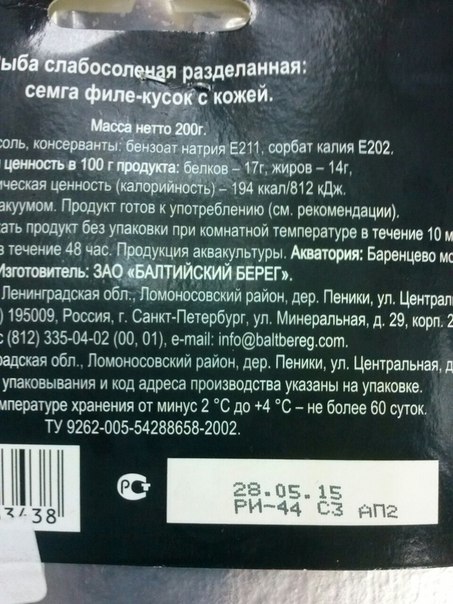 ыба слабосоленая разделанная:
семга филе-кусок с кожей.
Масса нетто 200г.
соль, консерванты: бензоат натрия Е211, сорбат калия Е202.
ценность в 100 г продукта: белков – 17г, жиров – 14г,
ческая ценность (калорийность) – 194 ккал/812 кДж.
акуумом. Продукт готов к употреблению (см. рекомендации).
ать продукт без упаковки при комнатной температуре в течение 10 м
в течение 48 час. Продукция аквакультуры. Акватория: Баренцево мо
Изготовитель: ЗАО «БАЛТИЙСКИЙ БЕРЕГ».
Ленинградская обл., Ломоносовский район, дер. Пеники, ул. Централ
) 195009, Россия, г. Санкт-Петербург, ул. Минеральная, д. 29, корп. 2
с (812) 335-04-02 (00, 01), e-mail: info@baltbereg.com.
градская обл., Ломоносовский район, дер. Пеники, ул. Центральная, д
упаковывания и код адреса производства указаны на упаковке.
мпературе хранения от минус 2 °С до +4 °С – не более 60 суток.
ТУ 9262-005-54288658-2002.
3438
РСТ
28.05.15
РИ-44 С3 АП2